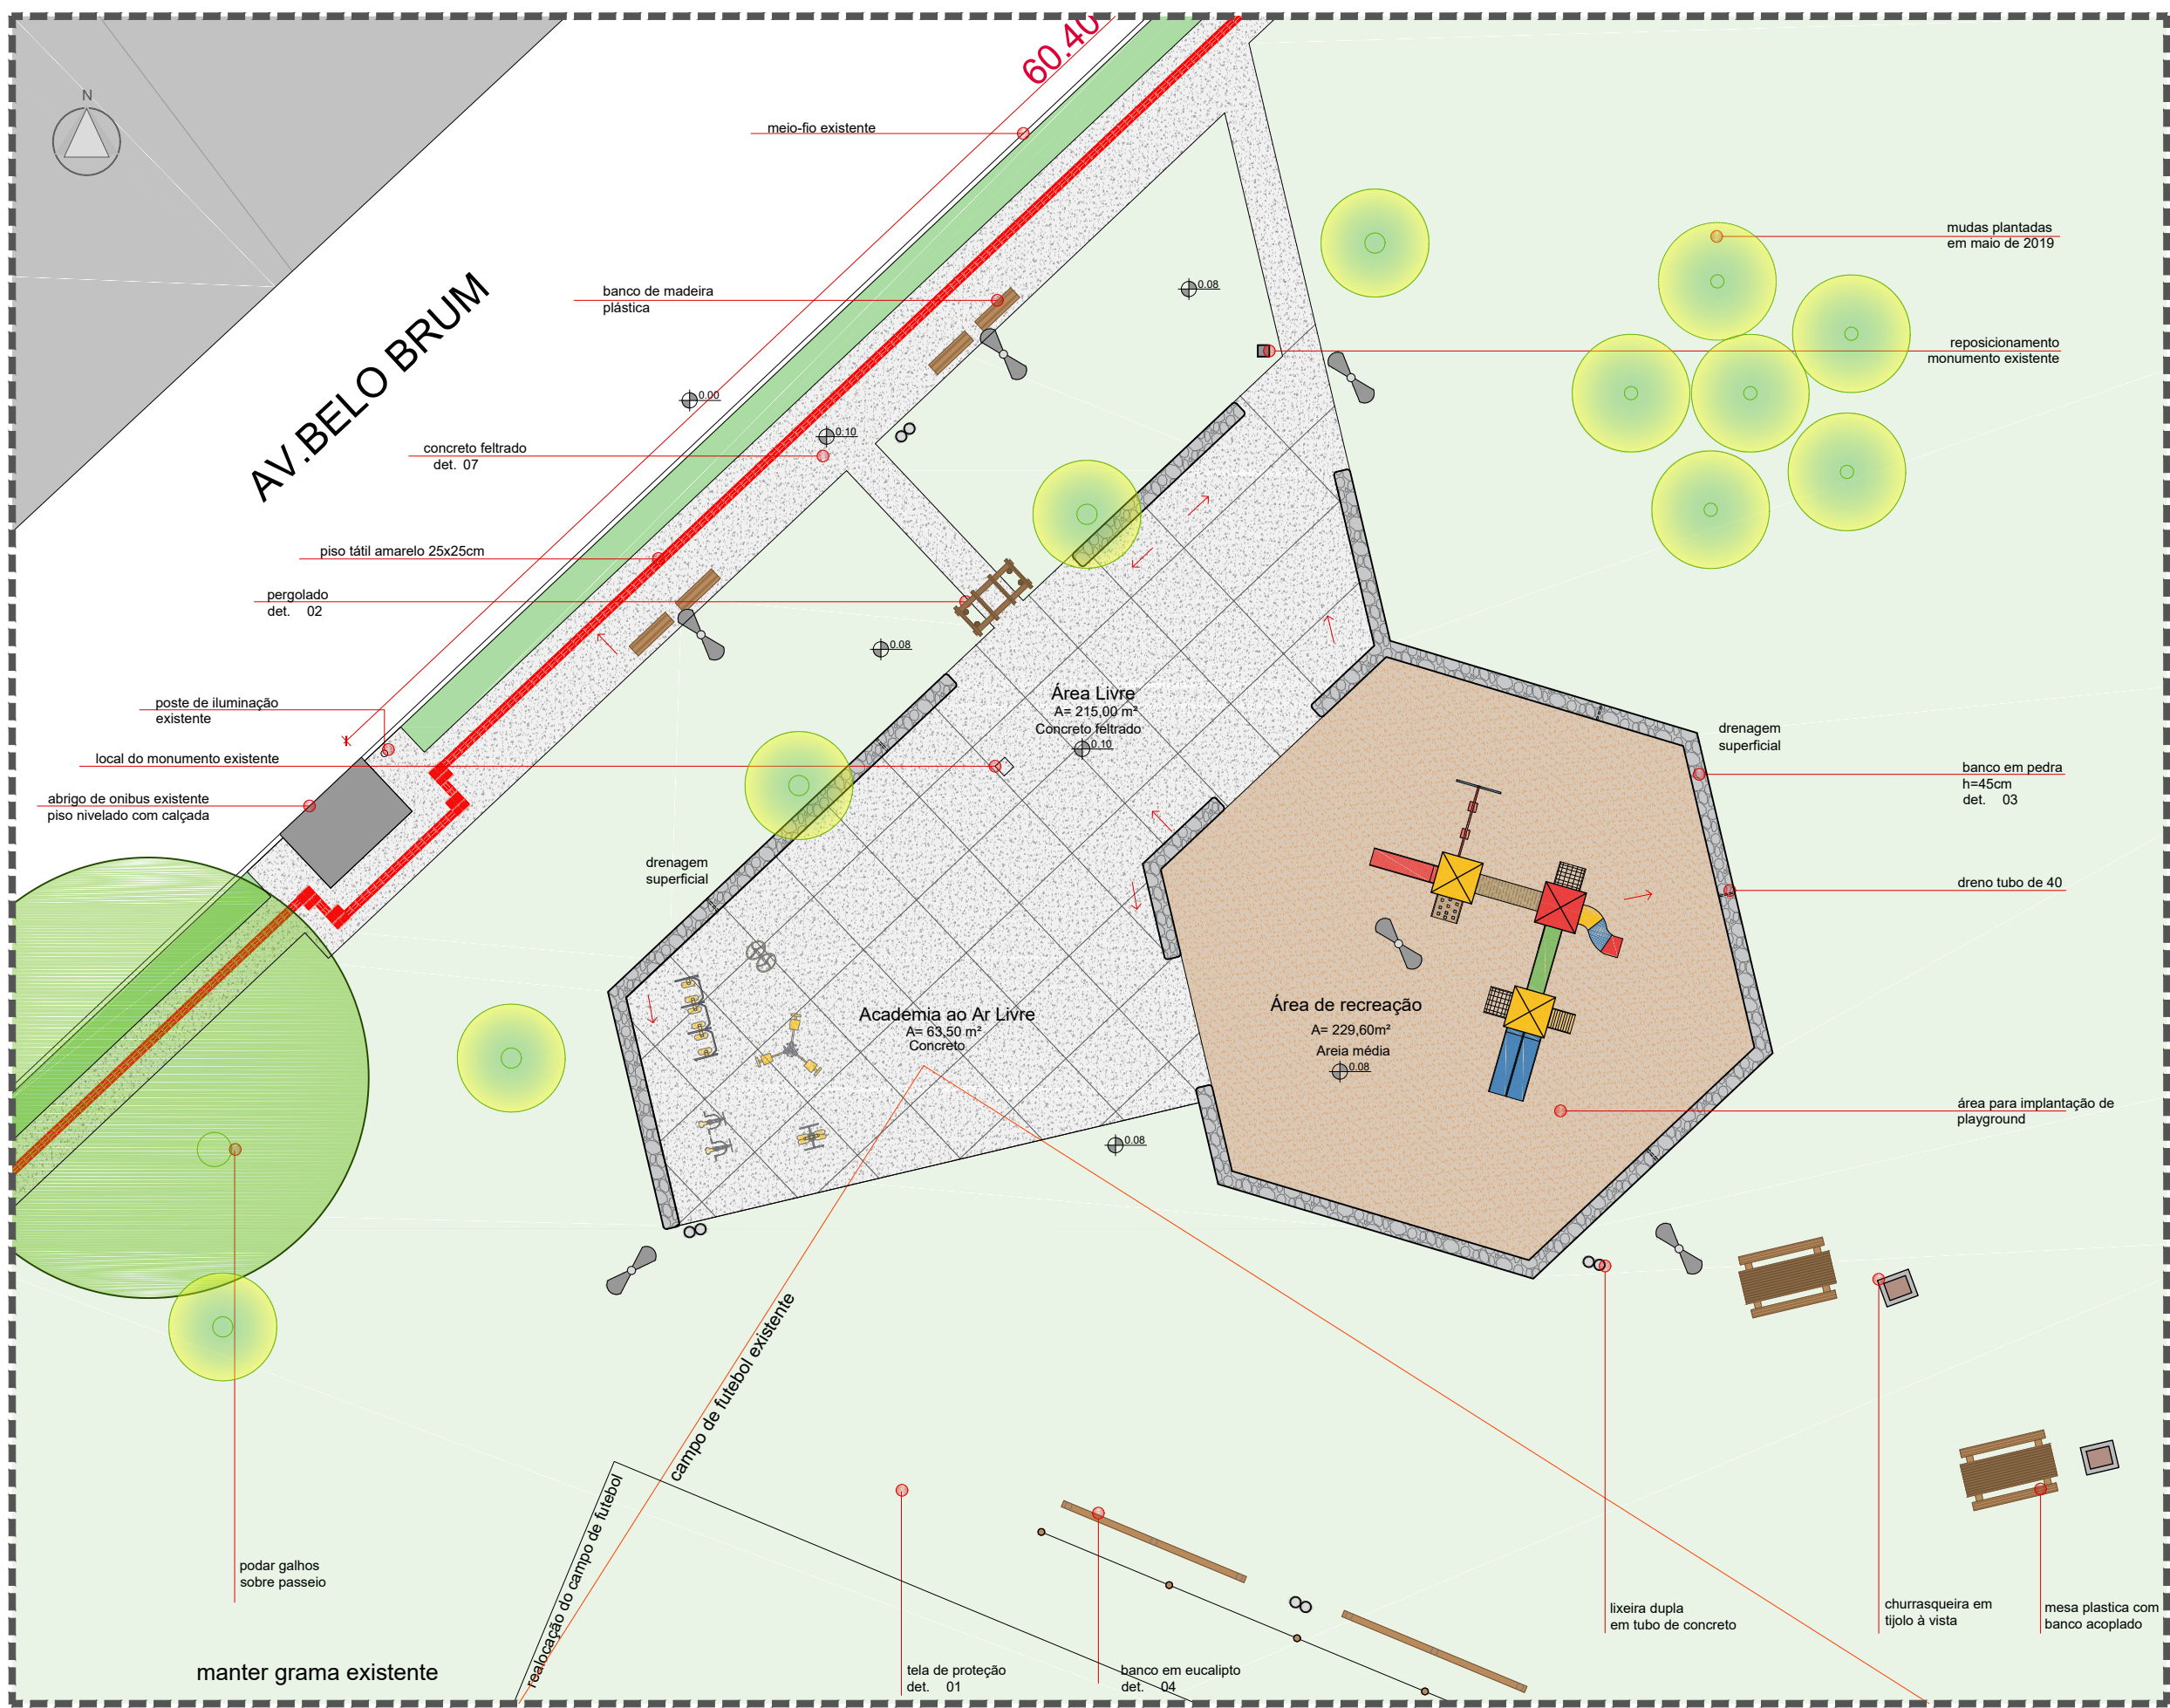 60.40
N
meio-fio existente
mudas plantadas
em maio de 2019
banco de madeira
plástica
0.08
reposicionamento
monumento existente
AV.BELO BRUM
0.00
0.10
concreto feltrado
det. 07
piso tátil amarelo 25x25cm
pergolado
det. 02
0.08
poste de iluminação
existente
Área Livre
A= 215,00 m²
Concreto feltrado
0.10
drenagem
superficial
local do monumento existente
banco em pedra
h=45cm
det. 03
abrigo de onibus existente
piso nivelado com calçada
drenagem
superficial
dreno tubo de 40
Academia ao Ar Livre
A= 63,50 m²
Concreto
Área de recreação
A= 229,60m²
Areia média
0.08
área para implantação de
playground
0.08
campo de futebol existente
realocação do campo de futebol
podar galhos
sobre passeio
lixeira dupla
em tubo de concreto
churrasqueira em
tijolo à vista
mesa plastica com
banco acoplado
manter grama existente
tela de proteção
det. 01
banco em eucalipto
det. 04